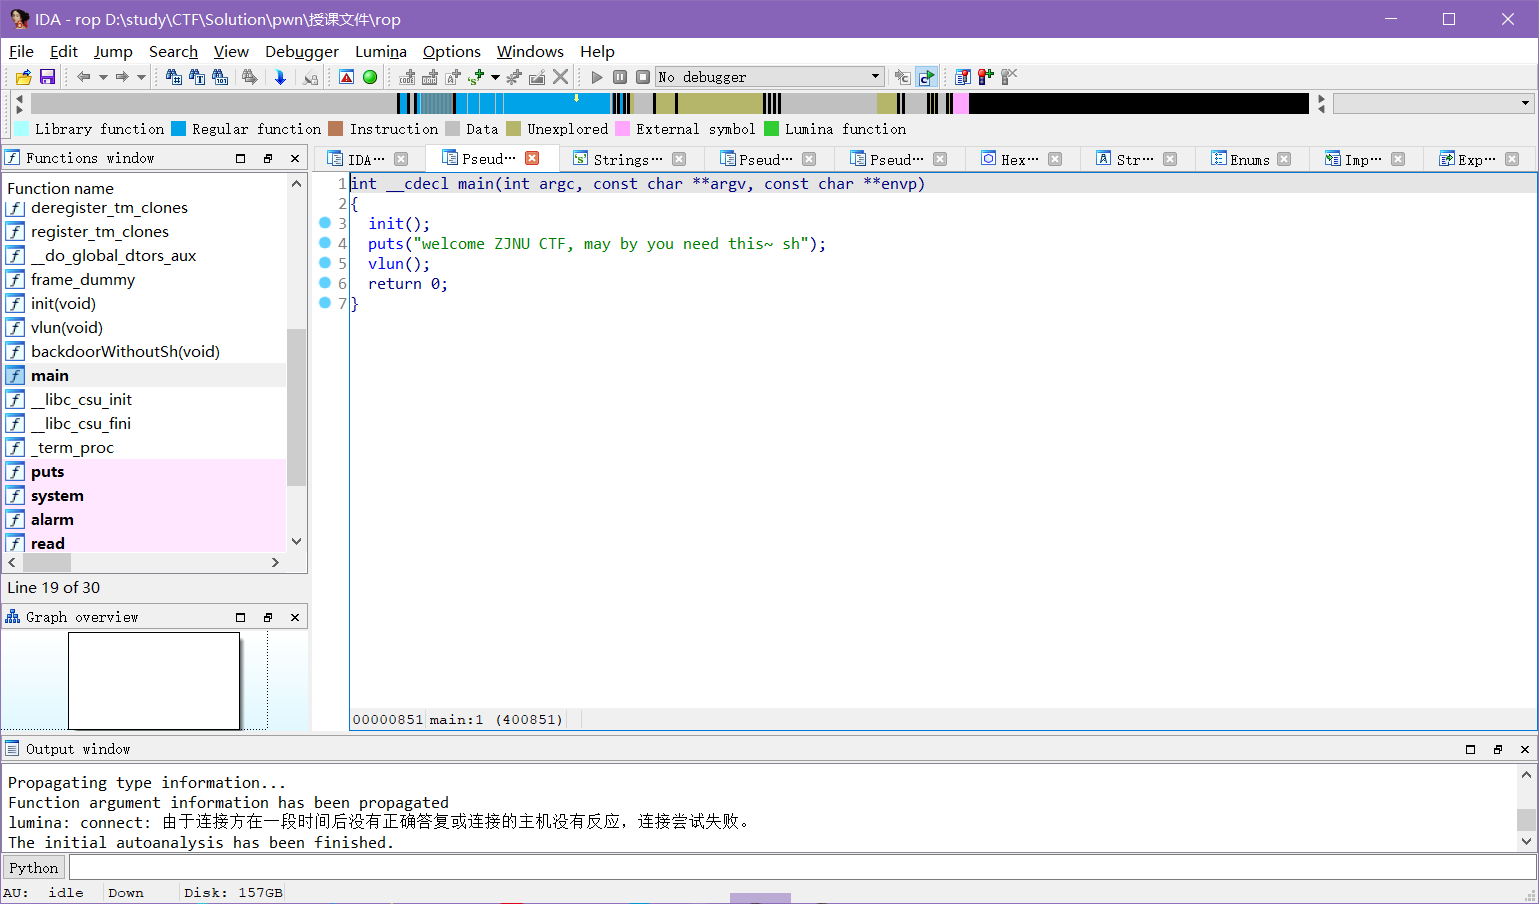 IDA - rop D:\study\CTF\Solution\pwn\授课文件\rop
File Edit Jump Search View Debugger Lumina Options Windows Help
No debugger
Library function Regular function Instruction Data Unexplored External symbol Lumina function
Functions window
IDA… Pseud… Strings… Pseud… Pseud… Hex… Str… Enums Imp… Exp…
Function name
deregister_tm_clones
register_tm_clones
__do_global_dtors_aux
frame_dummy
init(void)
vlun(void)
backdoorWithoutSh(void)
main
__libc_csu_init
__libc_csu_fini
_term_proc
puts
system
alarm
read
Line 19 of 30
Graph overview
1 int __cdecl main(int argc, const char **argv, const char **envp)
2 {
3 init();
4 puts("welcome ZJNU CTF, may by you need this~ sh");
5 vlun();
6 return 0;
7 }
00000851 main:1 (400851)
Output window
Propagating type information...
Function argument information has been propagated
lumina: connect: 由于连接方在一段时间后没有正确答复或连接的主机没有反应，连接尝试失败。
The initial autoanalysis has been finished.
Python
AU: idle Down Disk: 157GB